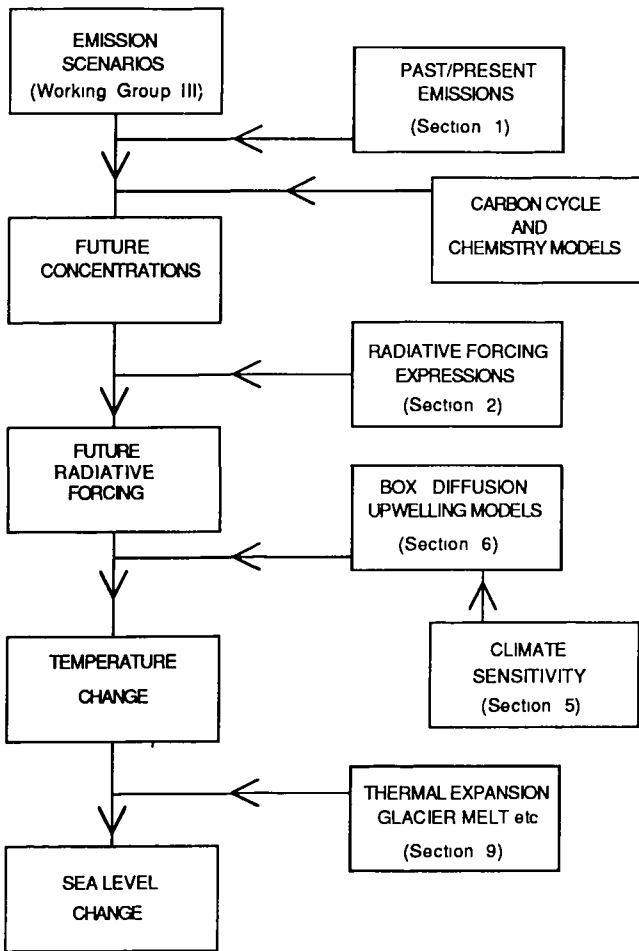 EMISSION
SCENARIOS
(Working Group III)
PAST/PRESENT
EMISSIONS
(Section 1)
CARBON CYCLE
AND
CHEMISTRY MODELS
FUTURE
CONCENTRATIONS
RADIATIVE FORCING
EXPRESSIONS
(Section 2)
FUTURE
RADIATIVE
FORCING
BOX DIFFUSION
UPWELLING MODELS
(Section 6)
CLIMATE
SENSITIVITY
(Section 5)
TEMPERATURE
CHANGE
THERMAL EXPANSION
GLACIER MELT etc
(Section 9)
SEA LEVEL
CHANGE